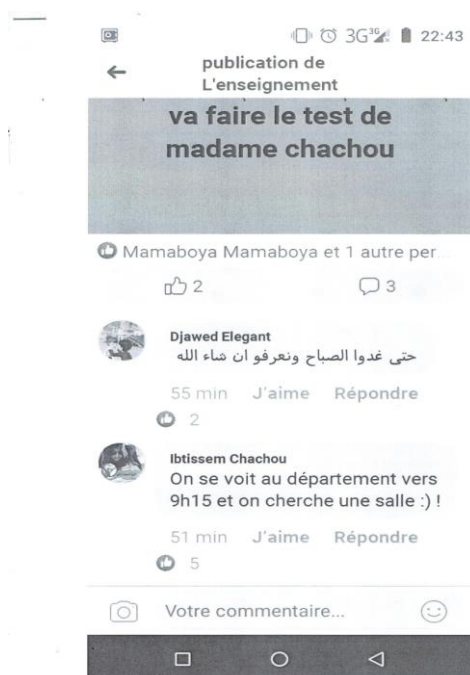 3G 3G 22:43
publication de
L'enseignement
va faire le test de
madame chachou
Mamaboya Mamaboya et 1 autre per...
2 3
Djawed Elegant
حتى غدوا الصباح ونعرفو ان شاء الله
55 min J'aime Répondre
2
Ibtissem Chachou
On se voit au département vers
9h15 et on cherche une salle :) !
51 min J'aime Répondre
5
Votre commentaire...